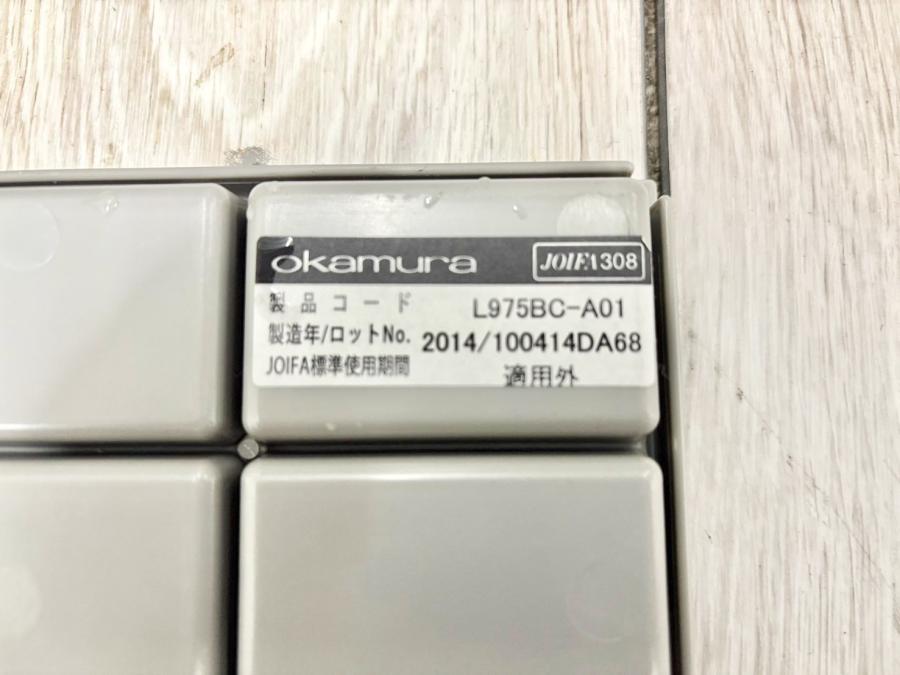 okamura JOIFA1308
製品コード L975BC-A01
製造年/ロットNo. 2014/100414DA68
JOIFA標準使用期間 適用外